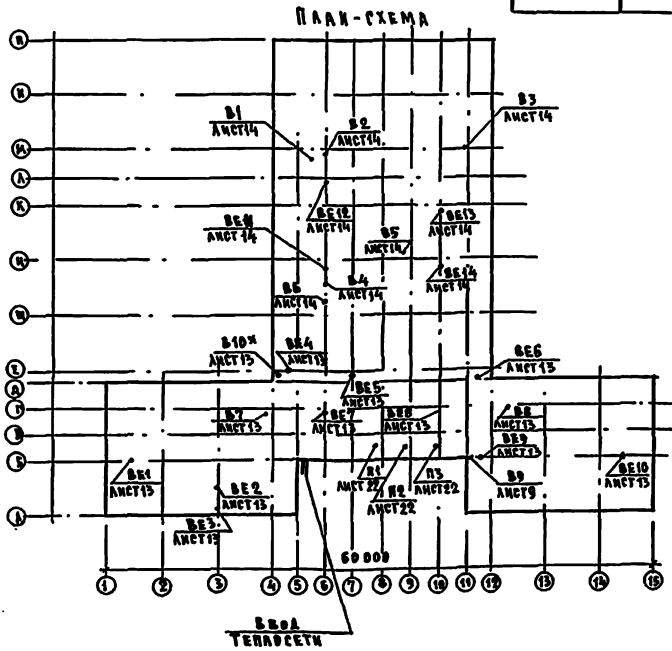 ПЛАН-СХЕМА
П
И
В1
ЛИСТ14
В2
ЛИСТ14
В3
ЛИСТ14
Л
К
ВЕ11
ЛИСТ14
ВЕ12
ЛИСТ14
В5
ЛИСТ14
ВЕ13
ЛИСТ14
В6
ЛИСТ14
В4
ЛИСТ14
ВЕ14
ЛИСТ14
В10*
ЛИСТ13
ВЕ4
ЛИСТ13
ВЕ5
ЛИСТ13
ВЕ6
ЛИСТ13
Е
Д
Г
В
Б
А
В7
ЛИСТ13
ВЕ7
ЛИСТ13
ВЕ8
ЛИСТ13
В8
ЛИСТ13
ВЕ9
ЛИСТ13
ВЕ1
ЛИСТ13
ВЕ2
ЛИСТ13
ВЕ3
ЛИСТ13
П1
ЛИСТ22
П2
ЛИСТ22
П3
ЛИСТ22
В9
ЛИСТ9
ВЕ10
ЛИСТ13
60 000
1 2 3 4 5 6 7 8 9 10 11 12 13 14 15
ВВОД
ТЕПЛОСЕТИ